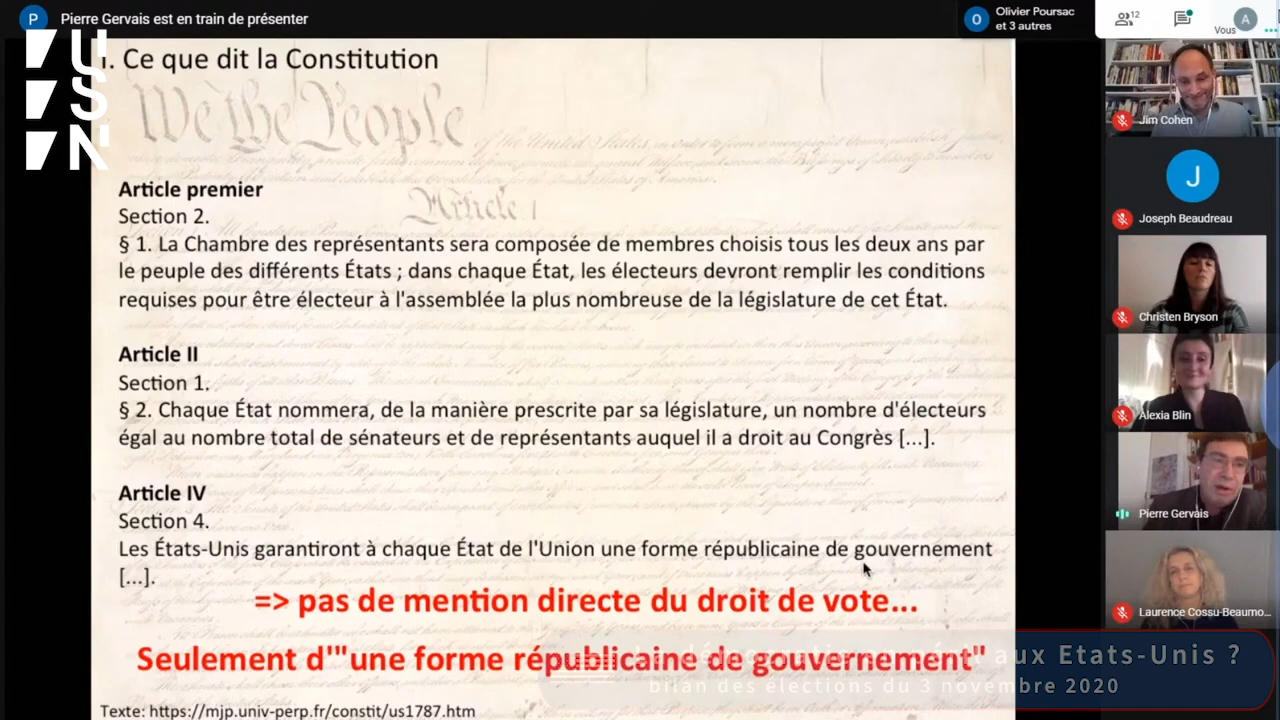 P Pierre Gervais est en train de présenter
O Olivier Poursac
et 3 autres
12
Vous
A
USN
I. Ce que dit la Constitution
We the People
Article premier
Article 1
Section 2.
§ 1. La Chambre des représentants sera composée de membres choisis tous les deux ans par
le peuple des différents États ; dans chaque État, les électeurs devront remplir les conditions
requises pour être électeur à l'assemblée la plus nombreuse de la législature de cet État.
Article II
Section 1.
§ 2. Chaque État nommera, de la manière prescrite par sa législature, un nombre d'électeurs
égal au nombre total de sénateurs et de représentants auquel il a droit au Congrès [...].
Article IV
Section 4.
Les États-Unis garantiront à chaque État de l'Union une forme républicaine de gouvernement
[...].
=> pas de mention directe du droit de vote...
Seulement d'"une forme républicaine de gouvernement"
Texte: https://mjp.univ-perp.fr/constit/us1787.htm
Jim Cohen
J
Joseph Beaudreau
Christen Bryson
Alexia Blin
Pierre Gervais
Laurence Cossu-Beaumo...
aux Etats-Unis ?
bilan des élections du 3 novembre 2020